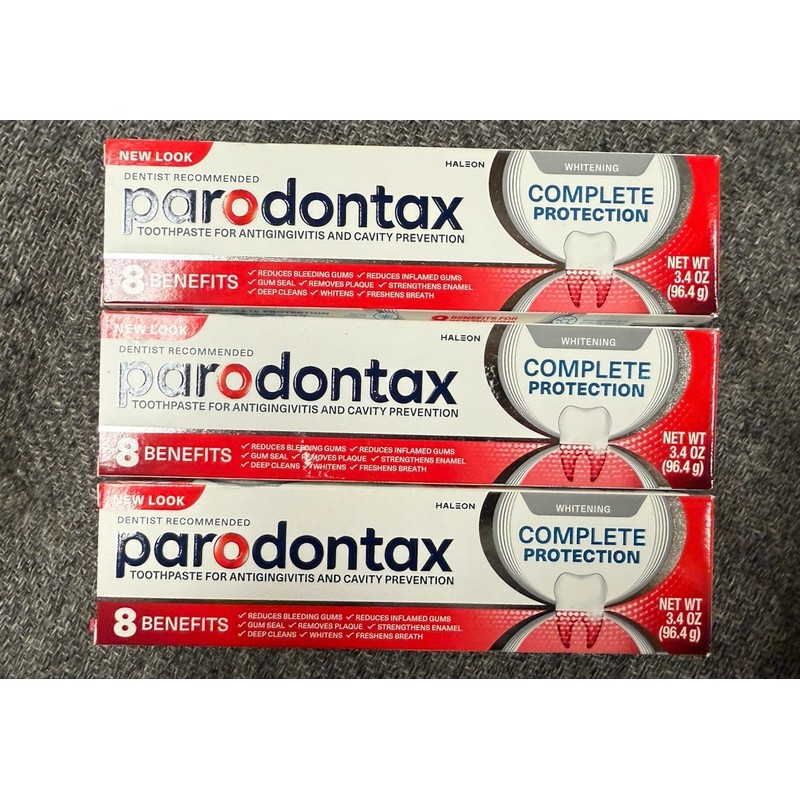 NEW LOOK
HALEON
WHITENING
DENTIST RECOMMENDED
parodontax
TOOTHPASTE FOR ANTIGINGIVITIS AND CAVITY PREVENTION
COMPLETE
PROTECTION
8 BENEFITS
✓ REDUCES BLEEDING GUMS ✓ REDUCES INFLAMED GUMS
✓ GUM SEAL ✓ REMOVES PLAQUE ✓ STRENGTHENS ENAMEL
✓ DEEP CLEANS ✓ WHITENS ✓ FRESHENS BREATH
NET WT
3.4 OZ
(96.4 g)
COMPLETE PROTECTION
8 BENEFITS FOR
NEW LOOK
HALEON
WHITENING
DENTIST RECOMMENDED
parodontax
TOOTHPASTE FOR ANTIGINGIVITIS AND CAVITY PREVENTION
COMPLETE
PROTECTION
8 BENEFITS
✓ REDUCES BLEEDING GUMS ✓ REDUCES INFLAMED GUMS
✓ GUM SEAL ✓ REMOVES PLAQUE ✓ STRENGTHENS ENAMEL
✓ DEEP CLEANS ✓ WHITENS ✓ FRESHENS BREATH
NET WT
3.4 OZ
(96.4 g)
NEW LOOK
HALEON
WHITENING
DENTIST RECOMMENDED
parodontax
TOOTHPASTE FOR ANTIGINGIVITIS AND CAVITY PREVENTION
COMPLETE
PROTECTION
8 BENEFITS
✓ REDUCES BLEEDING GUMS ✓ REDUCES INFLAMED GUMS
✓ GUM SEAL ✓ REMOVES PLAQUE ✓ STRENGTHENS ENAMEL
✓ DEEP CLEANS ✓ WHITENS ✓ FRESHENS BREATH
NET WT
3.4 OZ
(96.4 g)